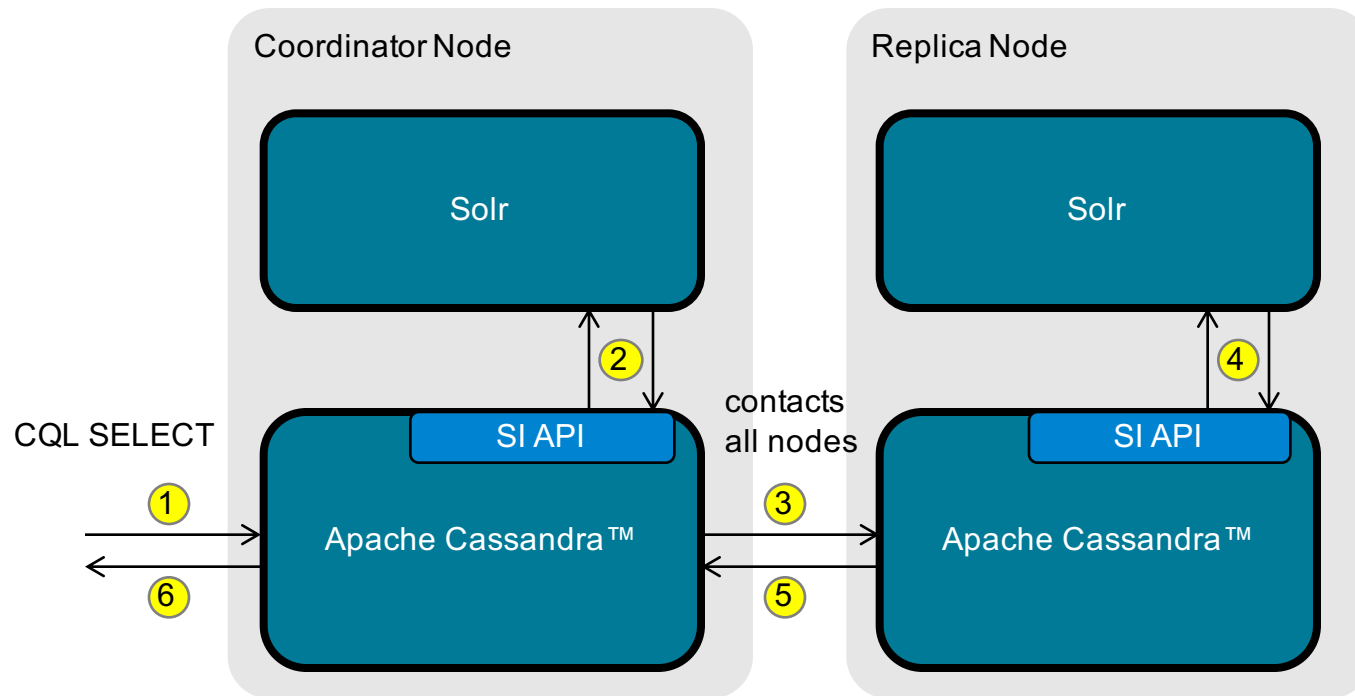 Coordinator Node
Replica Node
Solr
Solr
2
4
contacts
all nodes
CQL SELECT
SI API
SI API
1
3
Apache Cassandra™
Apache Cassandra™
6
5